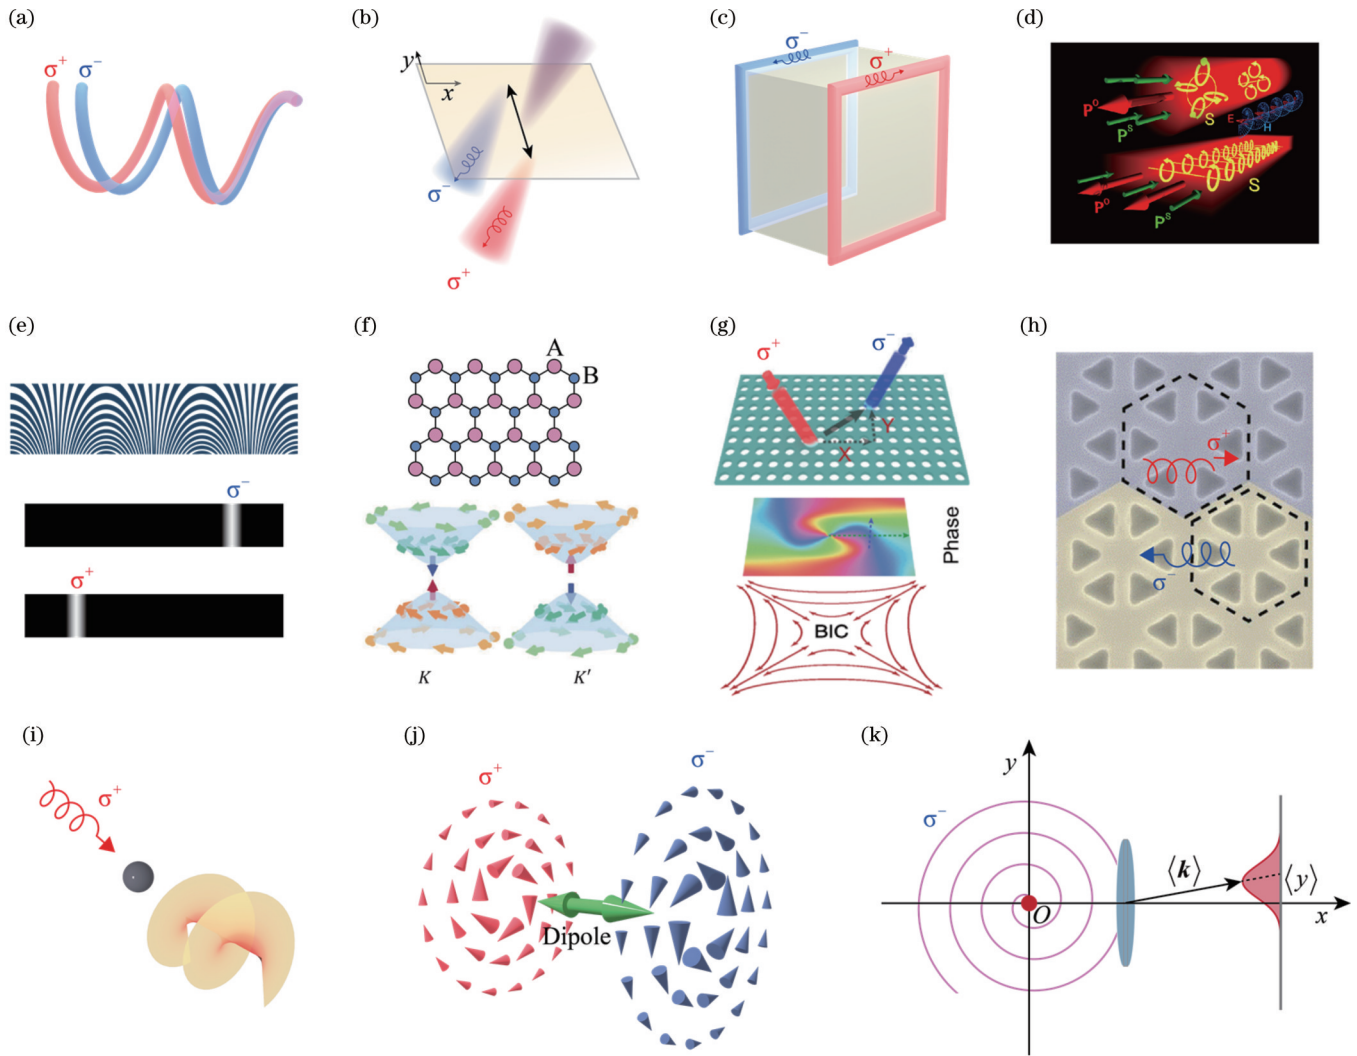 (a)
(b)
(c)
(d)
σ⁺ σ⁻
y
x
σ⁻
σ⁺
σ⁻
σ⁺
Pᴼ
Pˢ
S
E
H
Pᴼ
Pˢ
S
(e)
(f)
(g)
(h)
σ⁻
σ⁺
A
B
K
K′
σ⁺
σ⁻
Y
X
Phase
BIC
σ⁺
σ⁻
(i)
(j)
(k)
σ⁺
σ⁺
σ⁻
Dipole
y
σ⁻
⟨k⟩
⟨y⟩
O
x